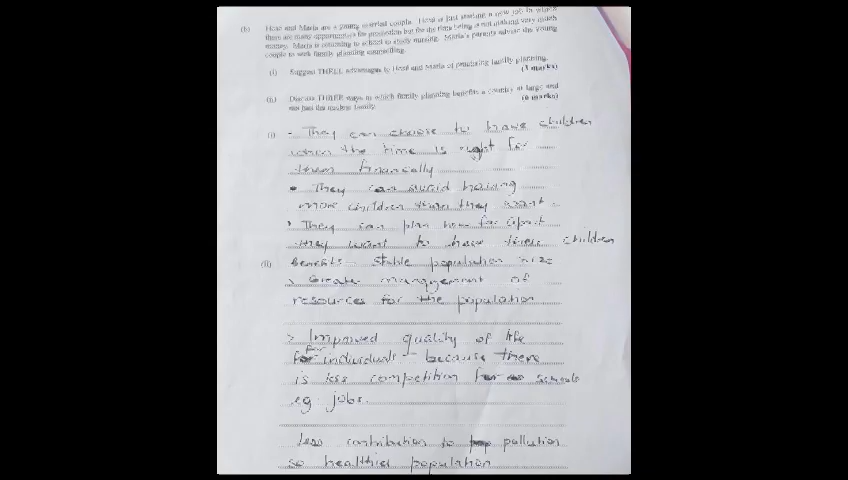 (b) Head and Maria are a young married couple. Head is just starting a new job in which
there are many opportunities for promotion but for the time being is not making very much
money. Maria is returning to school to study nursing. Maria's parents advise the young
couple to seek family planning counselling.
(i) Suggest THREE advantages to Head and Maria of practising family planning.
(3 marks)
(ii) Discuss THREE ways in which family planning benefits a country at large and
not just the nuclear family.
(6 marks)
(i) - They can choose to have children
when the time is right for
them financially
• They can avoid having
more children than they want.
• They can plan how far apart
they want to have their children
(ii) Benefits - stable population size
> Greater management of
resources for the population
> Improved quality of life
for individuals - because there
is less competition for schools
eg jobs.
Less contribution to pollution
so healthier population